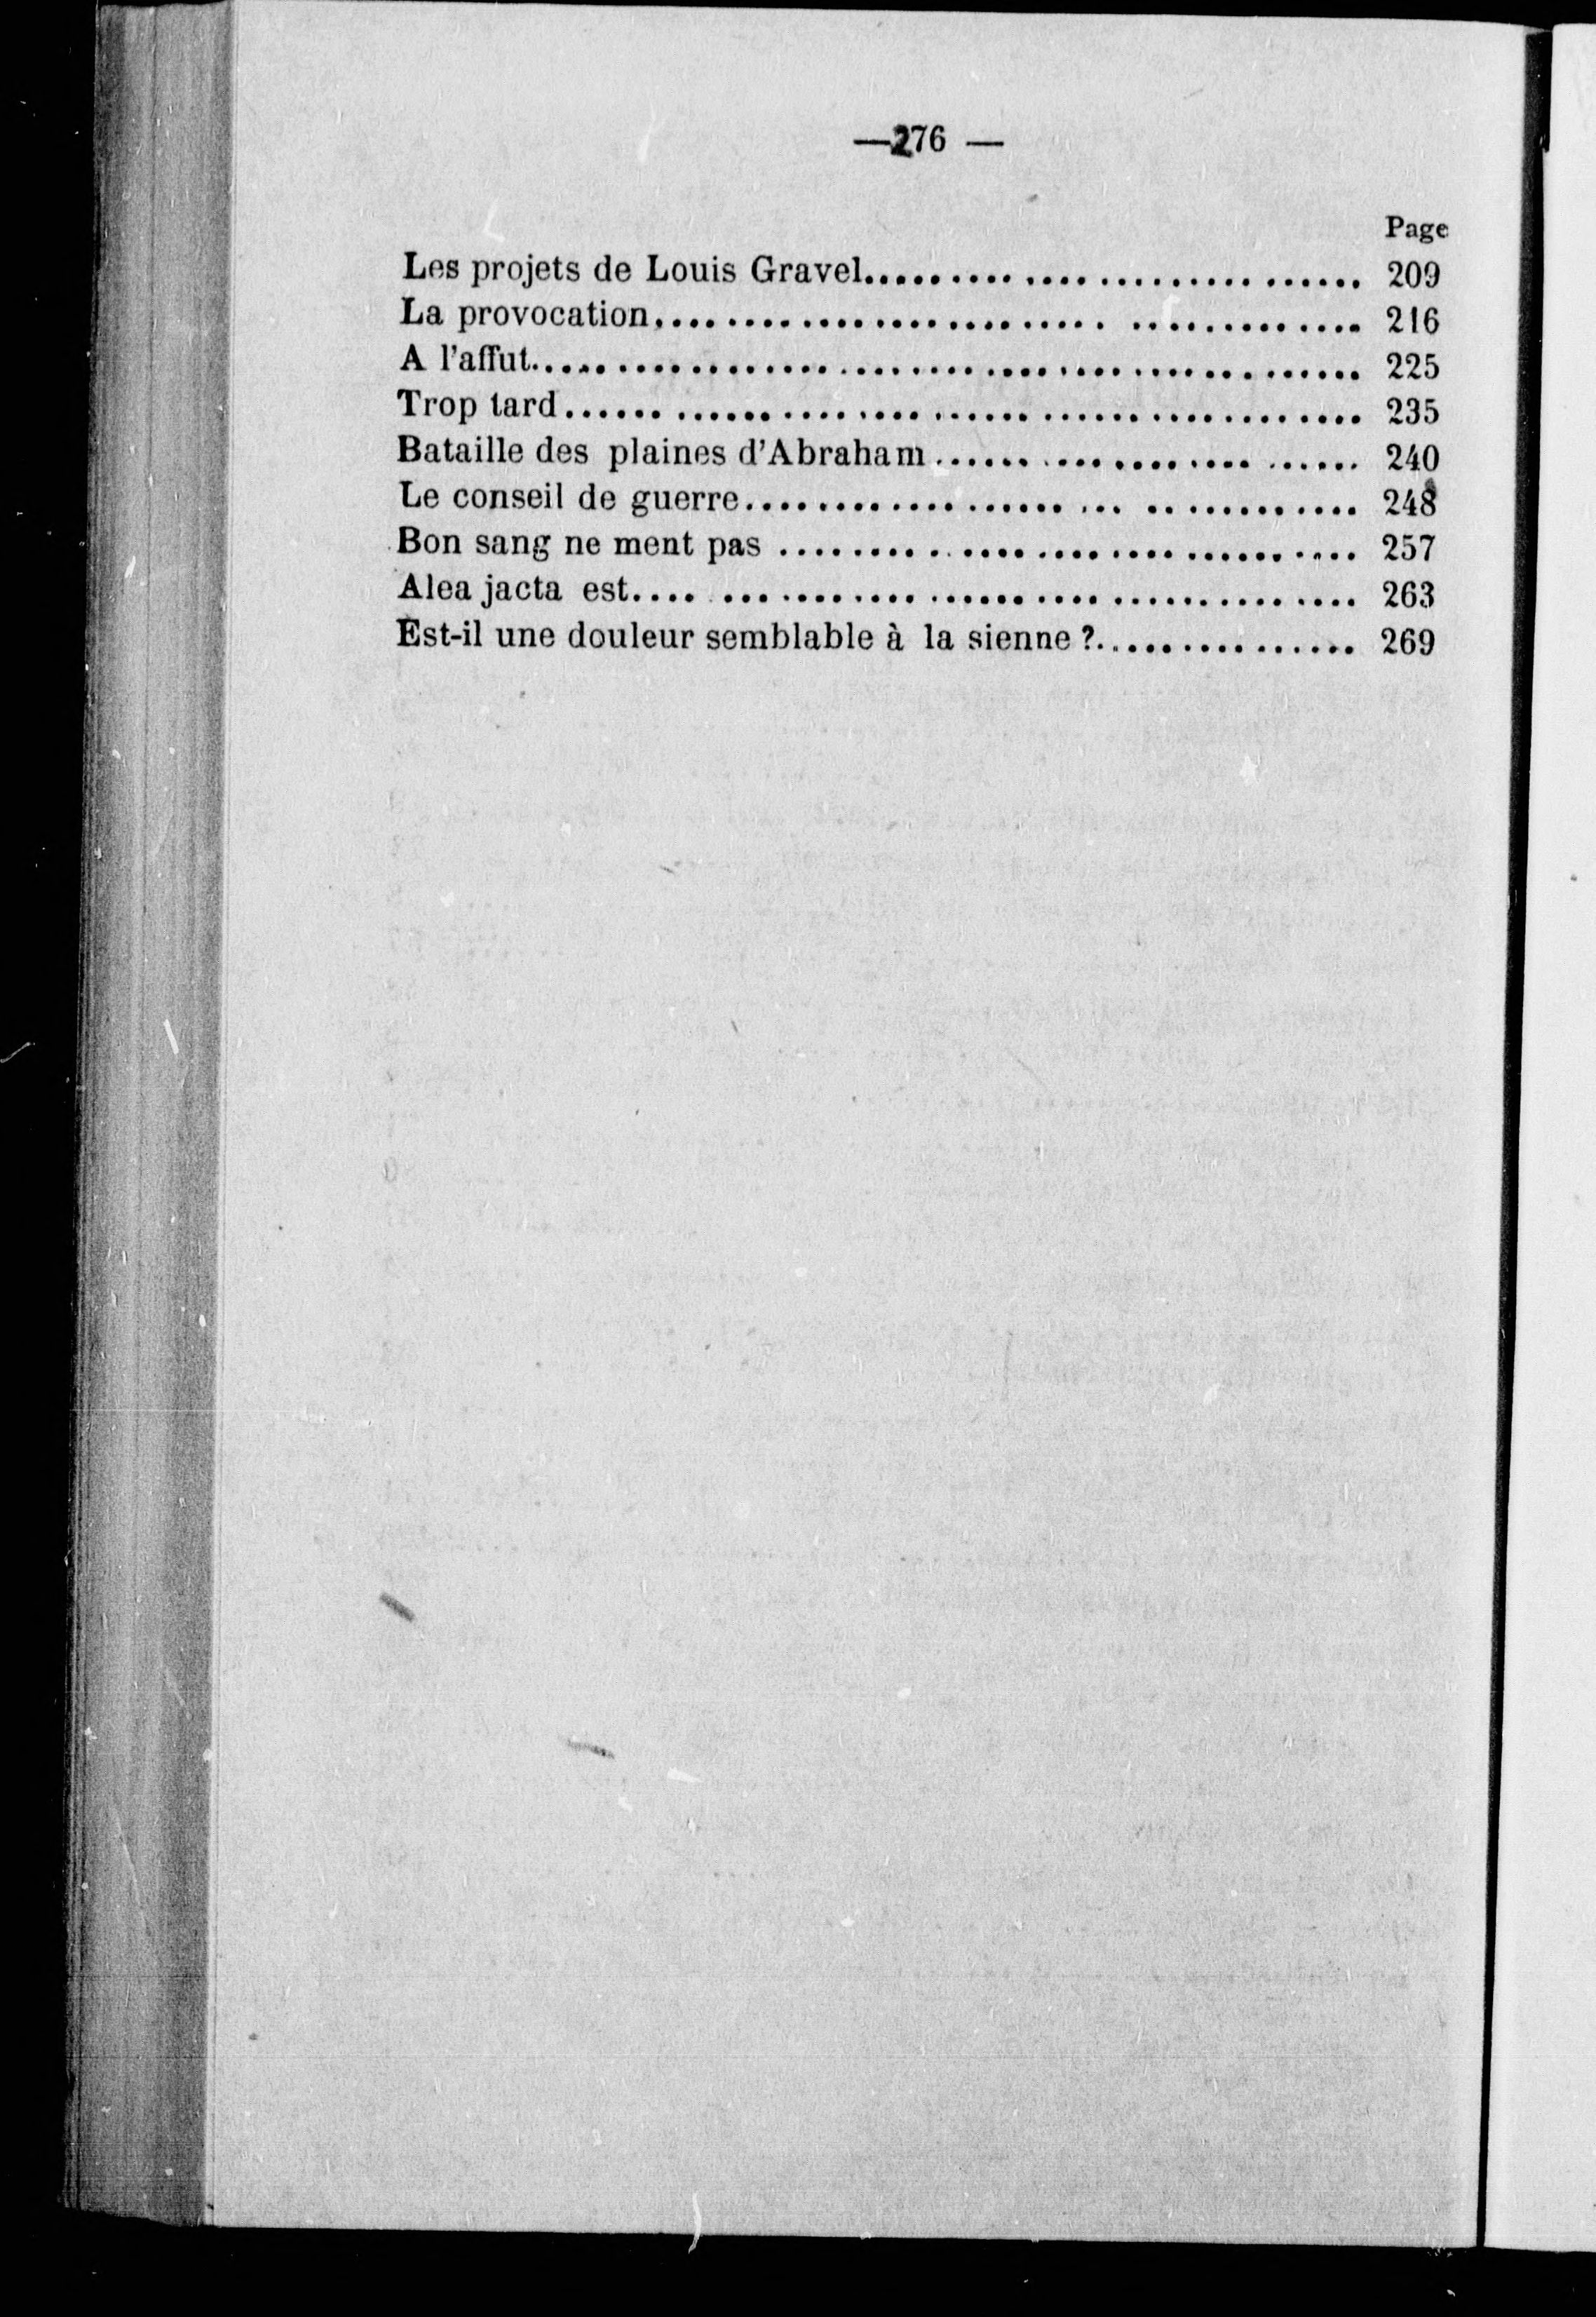 —276 —
Page
Les projets de Louis Gravel................................ 209
La provocation.......................................... 216
A l'affut.................................................. 225
Trop tard................................................ 235
Bataille des plaines d'Abraham.......................... 240
Le conseil de guerre.................................... 248
Bon sang ne ment pas .................................. 257
Alea jacta est.......................................... 263
Est-il une douleur semblable à la sienne ?................ 269